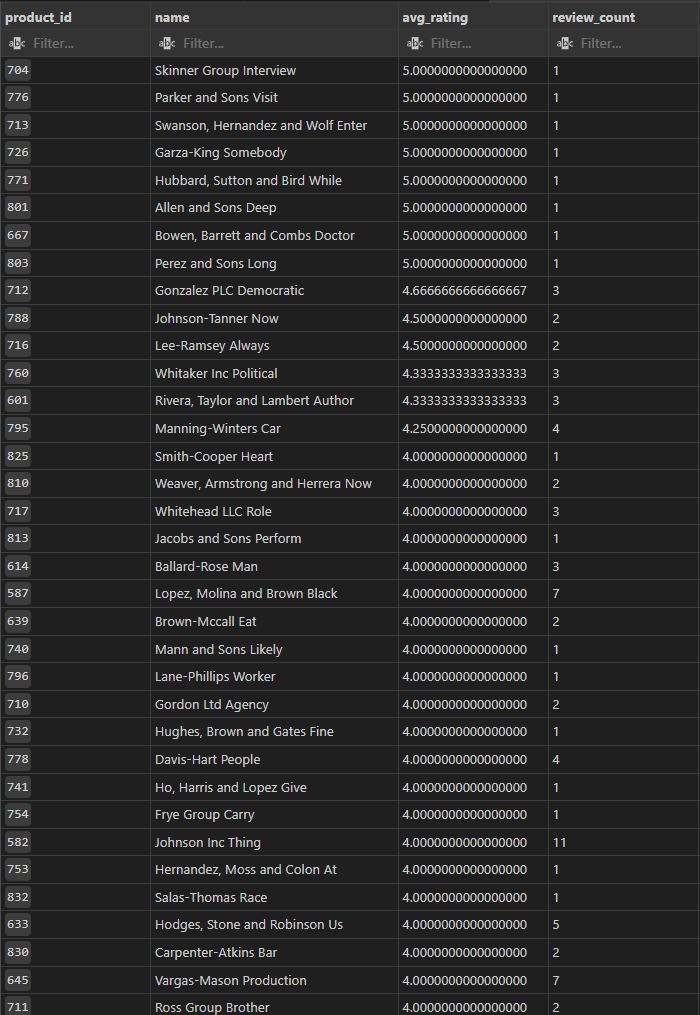 product_id name avg_rating review_count
abc Filter... abc Filter... abc Filter... abc Filter...
704 Skinner Group Interview 5.0000000000000000 1
776 Parker and Sons Visit 5.0000000000000000 1
713 Swanson, Hernandez and Wolf Enter 5.0000000000000000 1
726 Garza-King Somebody 5.0000000000000000 1
771 Hubbard, Sutton and Bird While 5.0000000000000000 1
801 Allen and Sons Deep 5.0000000000000000 1
667 Bowen, Barrett and Combs Doctor 5.0000000000000000 1
803 Perez and Sons Long 5.0000000000000000 1
712 Gonzalez PLC Democratic 4.6666666666666667 3
788 Johnson-Tanner Now 4.5000000000000000 2
716 Lee-Ramsey Always 4.5000000000000000 2
760 Whitaker Inc Political 4.3333333333333333 3
601 Rivera, Taylor and Lambert Author 4.3333333333333333 3
795 Manning-Winters Car 4.2500000000000000 4
825 Smith-Cooper Heart 4.0000000000000000 1
810 Weaver, Armstrong and Herrera Now 4.0000000000000000 2
717 Whitehead LLC Role 4.0000000000000000 3
813 Jacobs and Sons Perform 4.0000000000000000 1
614 Ballard-Rose Man 4.0000000000000000 3
587 Lopez, Molina and Brown Black 4.0000000000000000 7
639 Brown-Mccall Eat 4.0000000000000000 2
740 Mann and Sons Likely 4.0000000000000000 1
796 Lane-Phillips Worker 4.0000000000000000 1
710 Gordon Ltd Agency 4.0000000000000000 2
732 Hughes, Brown and Gates Fine 4.0000000000000000 1
778 Davis-Hart People 4.0000000000000000 4
741 Ho, Harris and Lopez Give 4.0000000000000000 1
754 Frye Group Carry 4.0000000000000000 1
582 Johnson Inc Thing 4.0000000000000000 11
753 Hernandez, Moss and Colon At 4.0000000000000000 1
832 Salas-Thomas Race 4.0000000000000000 1
633 Hodges, Stone and Robinson Us 4.0000000000000000 5
830 Carpenter-Atkins Bar 4.0000000000000000 2
645 Vargas-Mason Production 4.0000000000000000 7
711 Ross Group Brother 4.0000000000000000 2